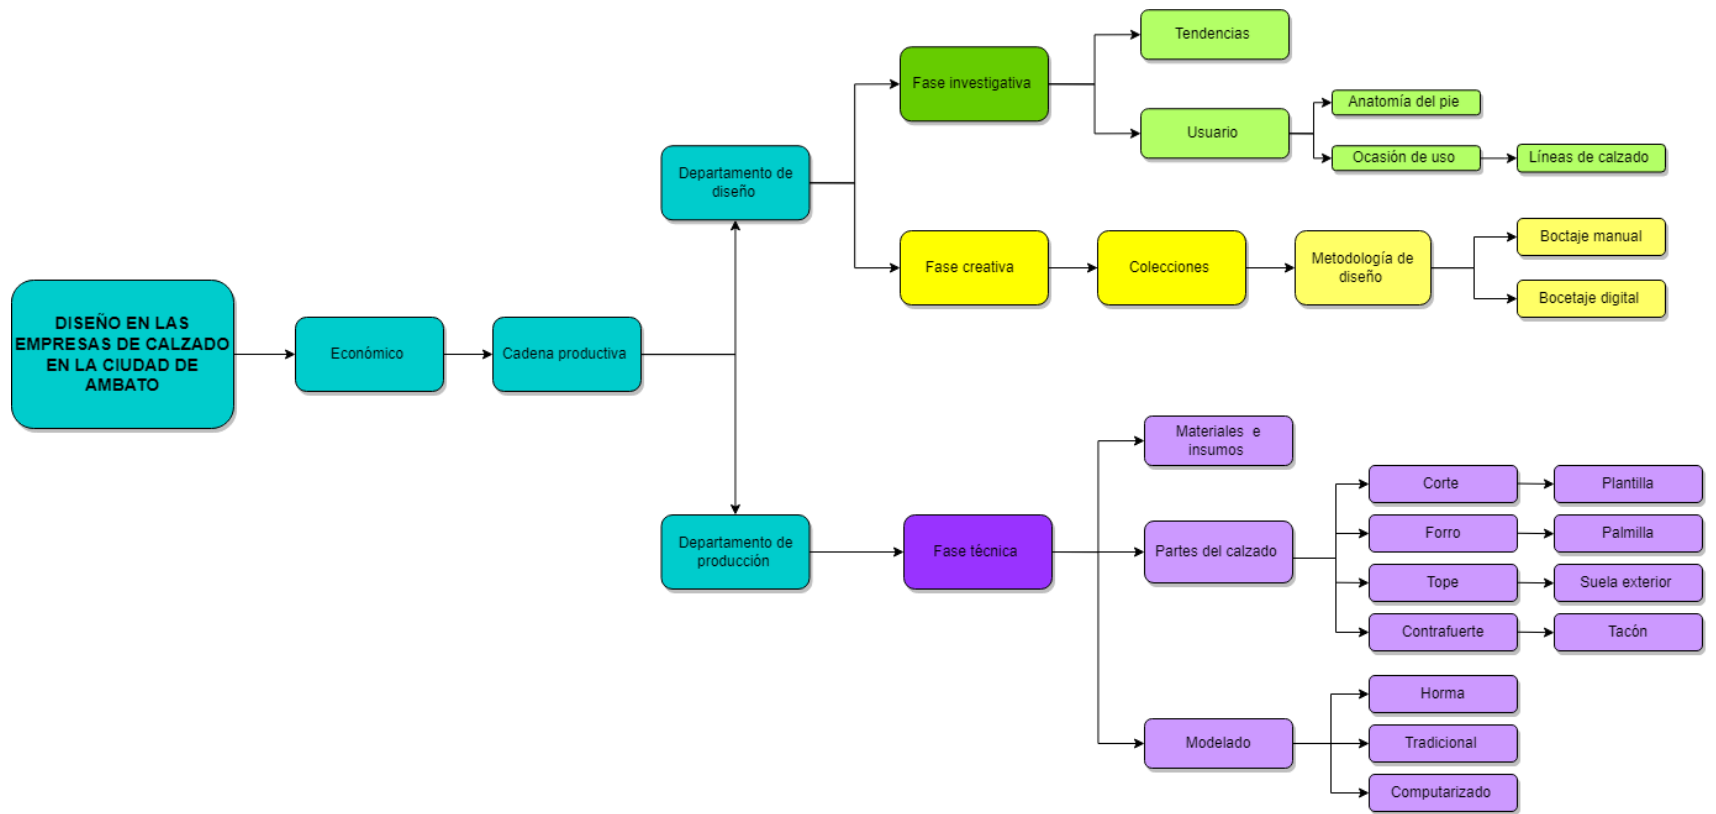 Tendencias
Fase investigativa
Anatomía del pie
Usuario
Ocasión de uso
Líneas de calzado
Departamento de
diseño
Boctaje manual
Fase creativa
Colecciones
Metodología de
diseño
Bocetaje digital
DISEÑO EN LAS
EMPRESAS DE CALZADO
EN LA CIUDAD DE
AMBATO
Económico
Cadena productiva
Materiales e
insumos
Corte
Plantilla
Departamento de
producción
Fase técnica
Partes del calzado
Forro
Palmilla
Tope
Suela exterior
Contrafuerte
Tacón
Horma
Modelado
Tradicional
Computarizado